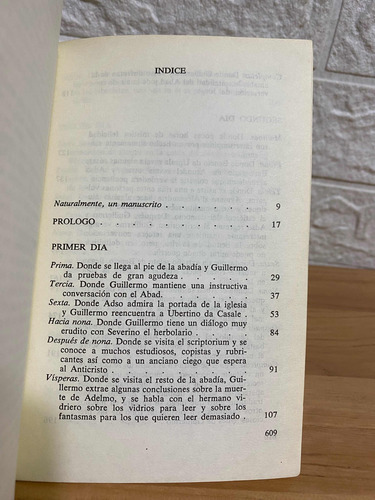 INDICE
Naturalmente, un manuscrito . . . . . . 9
PROLOGO . . . . . . . . 17
PRIMER DIA
Prima. Donde se llega al pie de la abadía y Guillermo
da pruebas de gran agudeza . . . . . 29
Tercia. Donde Guillermo mantiene una instructiva
conversación con el Abad. . . . . . 37
Sexta. Donde Adso admira la portada de la iglesia
y Guillermo reencuentra a Ubertino da Casale . 53
Hacia nona. Donde Guillermo tiene un diálogo muy
erudito con Severino el herbolario . . . . 84
Después de nona. Donde se visita el scriptorium y se
conoce a muchos estudiosos, copistas y rubri-
cantes así como a un anciano ciego que espera
al Anticristo . . . . . . . . 91
Vísperas. Donde se visita el resto de la abadía, Gui-
llermo extrae algunas conclusiones sobre la muer-
te de Adelmo, y se habla con el hermano vi-
driero sobre los vidrios para leer y sobre los
fantasmas para los que quieren leer demasiado . 107
609